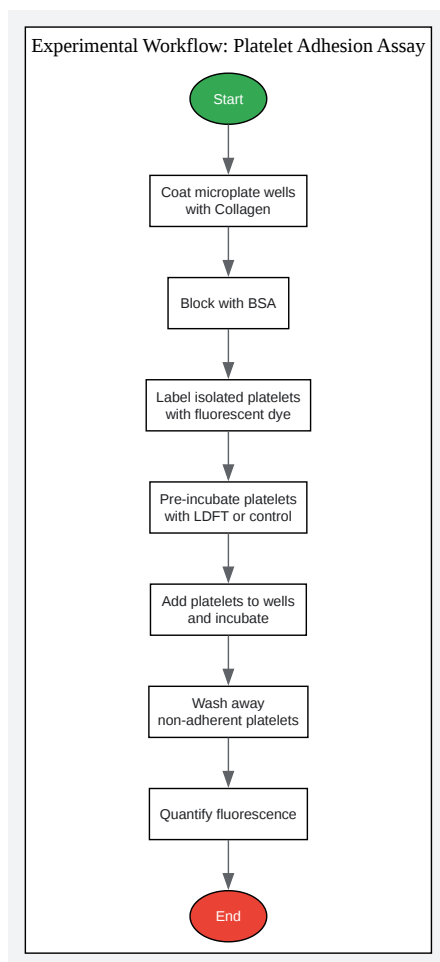 Experimental Workflow: Platelet Adhesion Assay
Start
Coat microplate wells
with Collagen
Block with BSA
Label isolated platelets
with fluorescent dye
Pre-incubate platelets
with LDFT or control
Add platelets to wells
and incubate
Wash away
non-adherent platelets
Quantify fluorescence
End